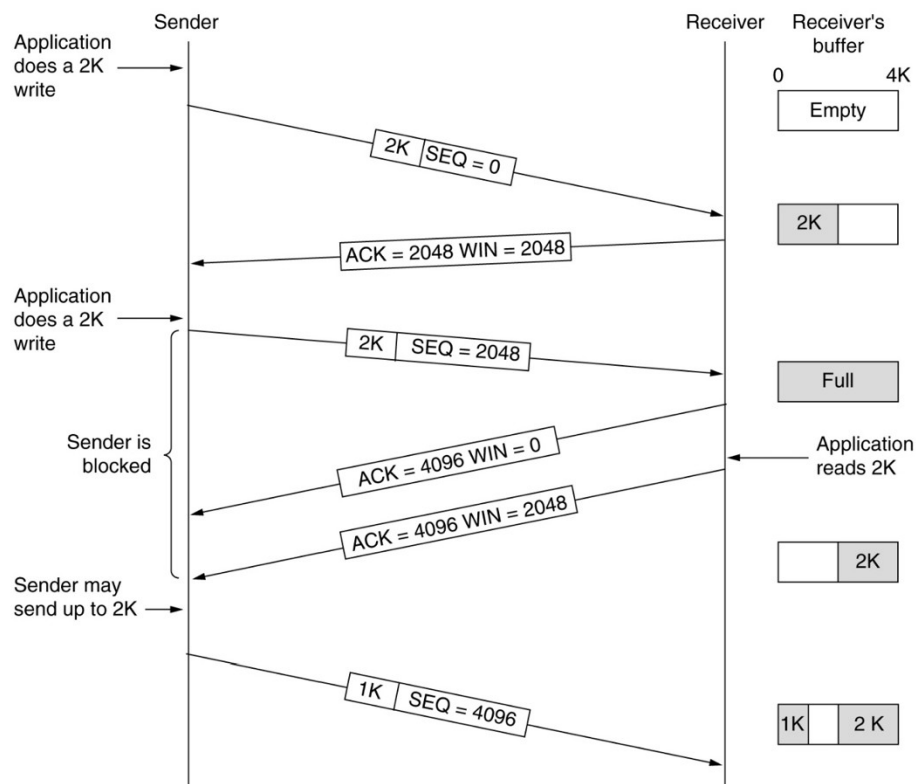 Sender
Receiver
Receiver's
buffer
Application
does a 2K
write
0 4K
Empty
2K SEQ = 0
2K
ACK = 2048 WIN = 2048
Application
does a 2K
write
2K SEQ = 2048
Full
Sender is
blocked
Application
reads 2K
ACK = 4096 WIN = 0
ACK = 4096 WIN = 2048
2K
Sender may
send up to 2K
1K SEQ = 4096
1K 2 K